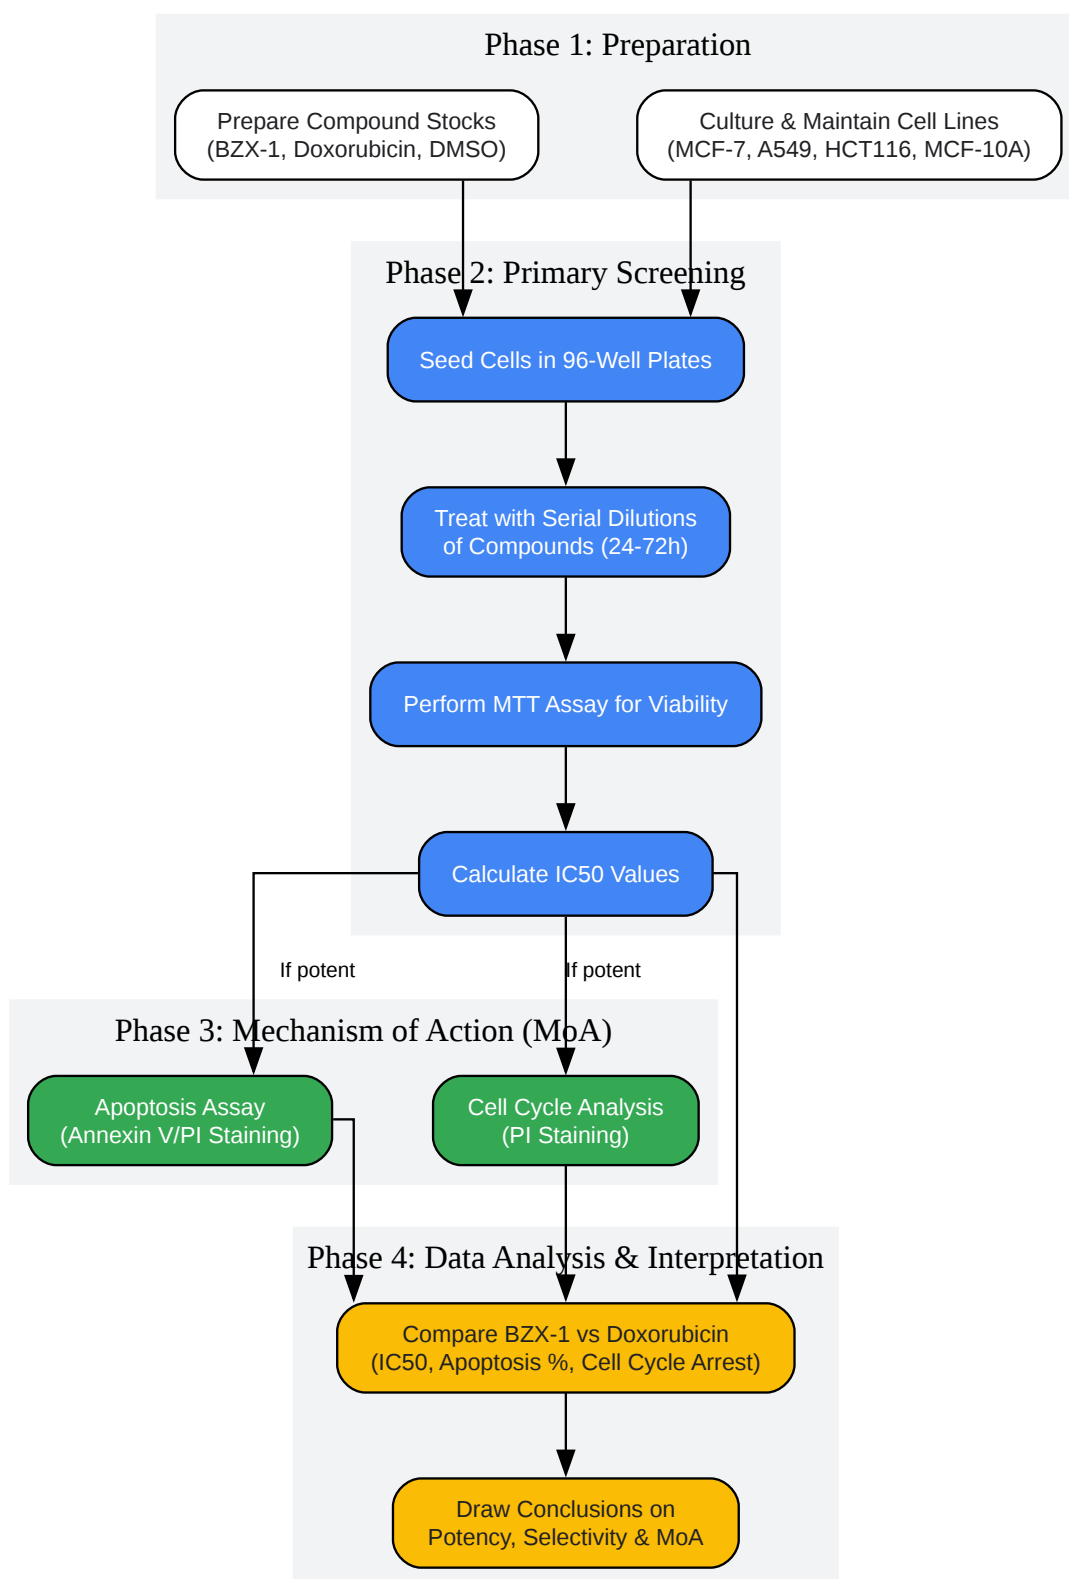 Phase 1: Preparation
Prepare Compound Stocks
(BZX-1, Doxorubicin, DMSO)
Culture & Maintain Cell Lines
(MCF-7, A549, HCT116, MCF-10A)
Phase 2: Primary Screening
Seed Cells in 96-Well Plates
Treat with Serial Dilutions
of Compounds (24-72h)
Perform MTT Assay for Viability
Calculate IC50 Values
If potent
If potent
Phase 3: Mechanism of Action (MoA)
Apoptosis Assay
(Annexin V/PI Staining)
Cell Cycle Analysis
(PI Staining)
Phase 4: Data Analysis & Interpretation
Compare BZX-1 vs Doxorubicin
(IC50, Apoptosis %, Cell Cycle Arrest)
Draw Conclusions on
Potency, Selectivity & MoA